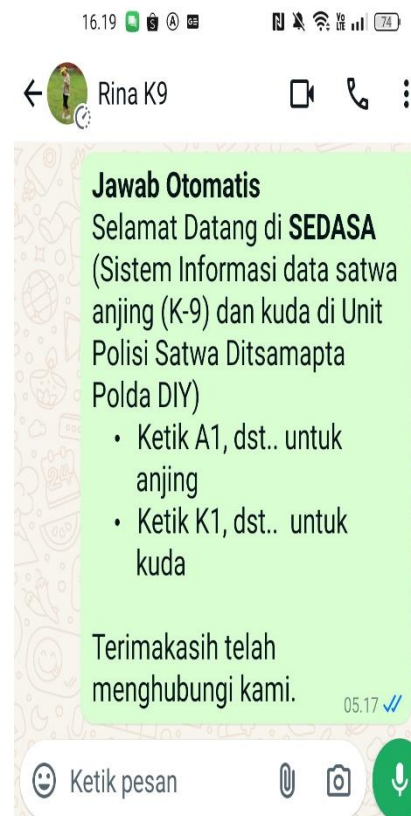 16.19
74
Rina K9
Jawab Otomatis
Selamat Datang di SEDASA
(Sistem Informasi data satwa
anjing (K-9) dan kuda di Unit
Polisi Satwa Ditsamapta
Polda DIY)
• Ketik A1, dst.. untuk
anjing
• Ketik K1, dst.. untuk
kuda
Terimakasih telah
menghubungi kami.
05.17
Ketik pesan